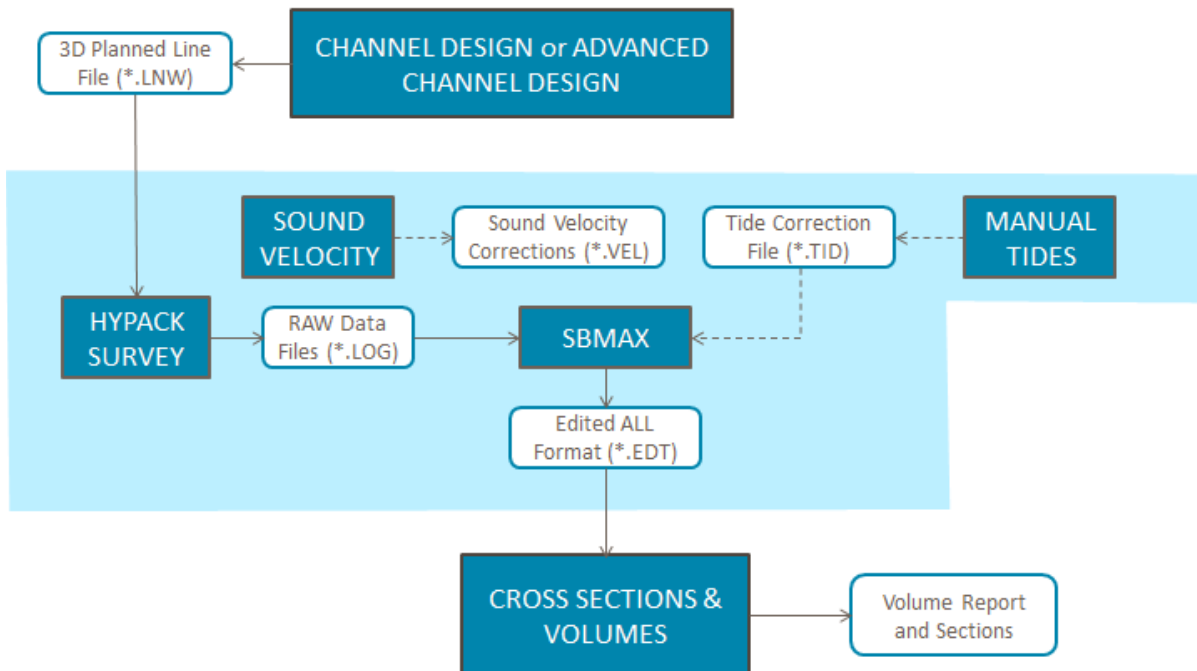 3D Planned Line
File (*.LNW)
CHANNEL DESIGN or ADVANCED
CHANNEL DESIGN
SOUND
VELOCITY
Sound Velocity
Corrections (*.VEL)
Tide Correction
File (*.TID)
MANUAL
TIDES
HYPACK
SURVEY
RAW Data
Files (*.LOG)
SBMAX
Edited ALL
Format (*.EDT)
CROSS SECTIONS &
VOLUMES
Volume Report
and Sections